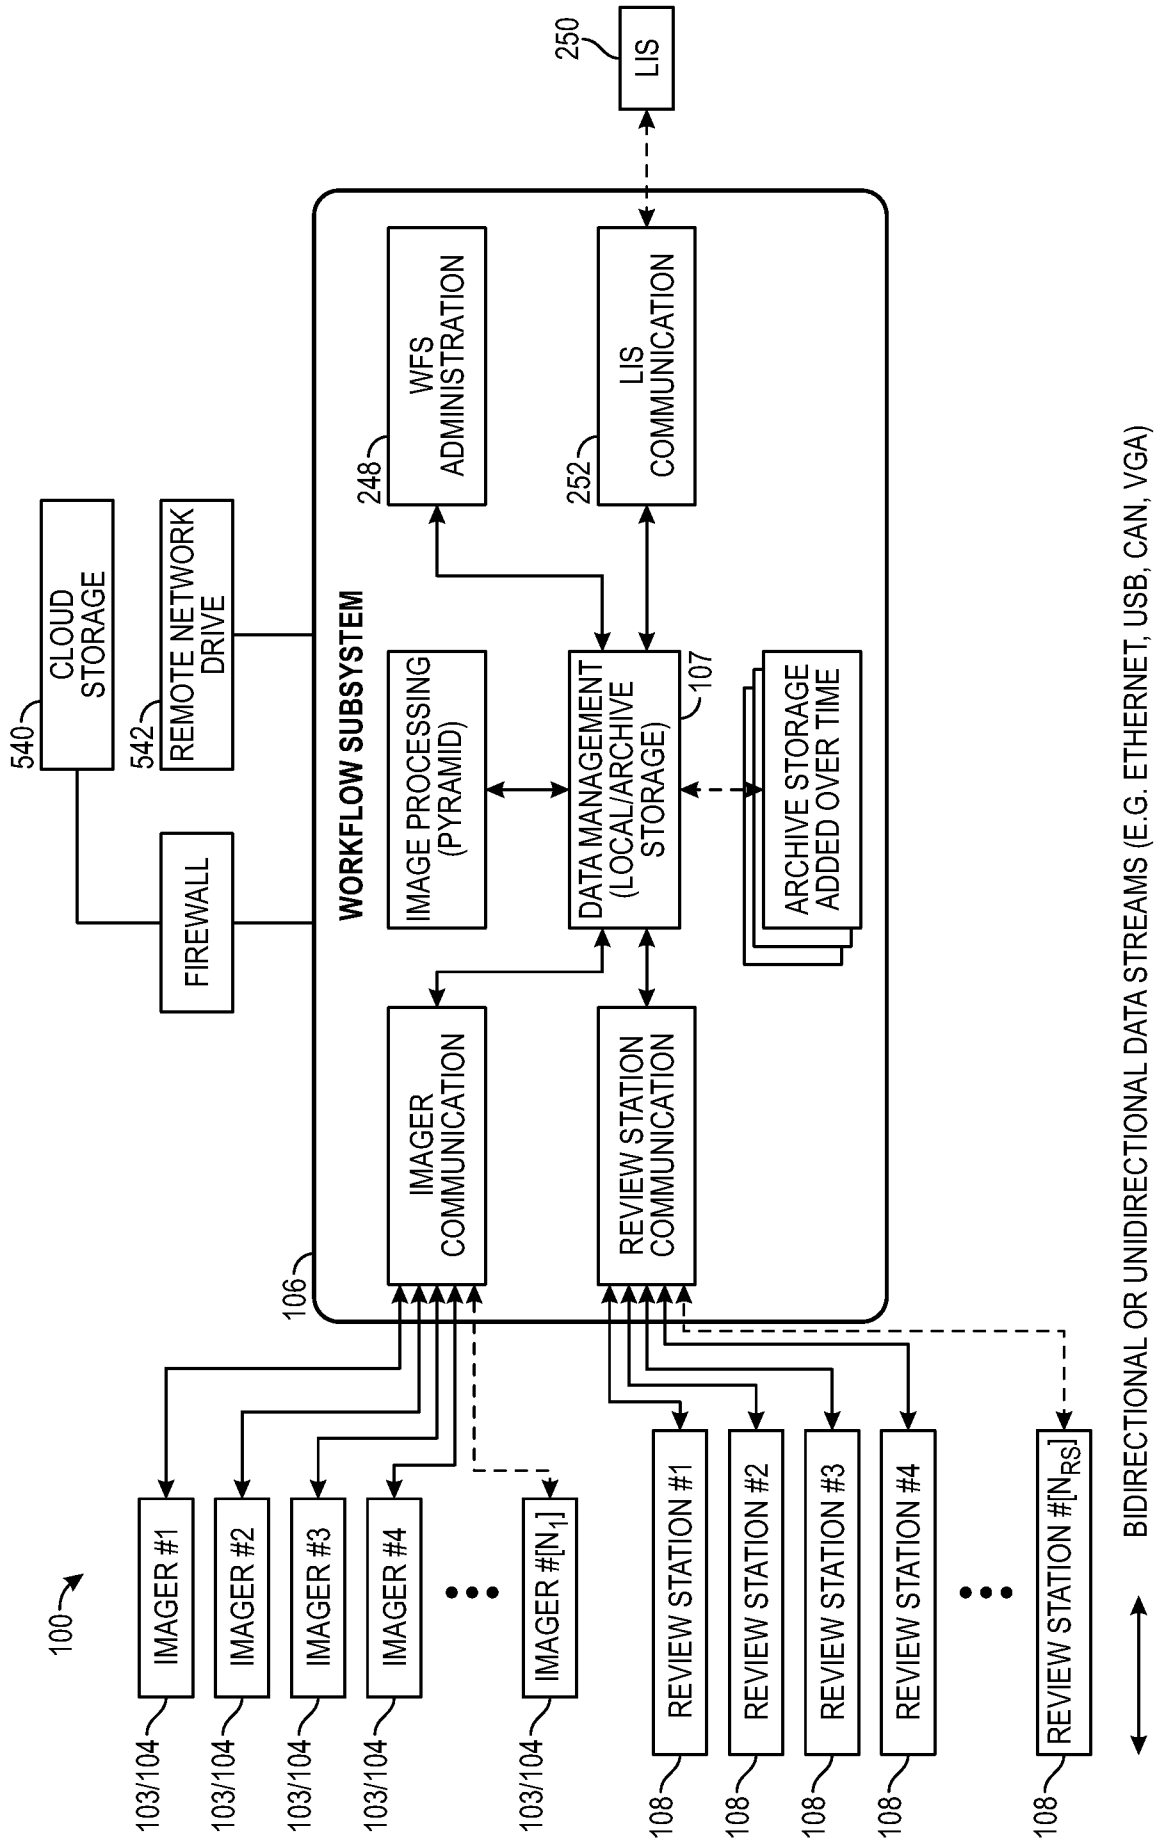 100
103/104
IMAGER #1
103/104
IMAGER #2
103/104
IMAGER #3
103/104
IMAGER #4
103/104
IMAGER #[N1]
108
REVIEW STATION #1
108
REVIEW STATION #2
108
REVIEW STATION #3
108
REVIEW STATION #4
108
REVIEW STATION #[NRS]
540
CLOUD
STORAGE
542
REMOTE NETWORK
DRIVE
FIREWALL
106
WORKFLOW SUBSYSTEM
IMAGER
COMMUNICATION
IMAGE PROCESSING
(PYRAMID)
248
WFS
ADMINISTRATION
REVIEW STATION
COMMUNICATION
DATA MANAGEMENT
(LOCAL/ARCHIVE
STORAGE)
107
252
LIS
COMMUNICATION
ARCHIVE STORAGE
ADDED OVER TIME
250
LIS
BIDIRECTIONAL OR UNIDIRECTIONAL DATA STREAMS (E.G. ETHERNET, USB, CAN, VGA)